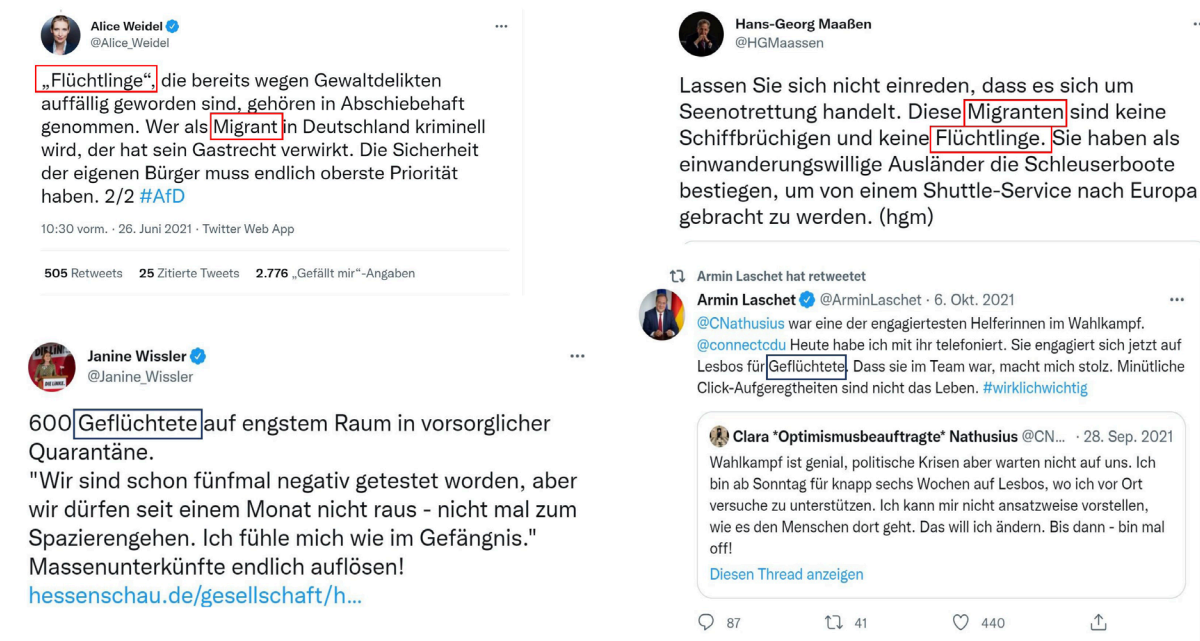 Alice Weidel
@Alice_Weidel
„Flüchtlinge“, die bereits wegen Gewaltdelikten
auffällig geworden sind, gehören in Abschiebehaft
genommen. Wer als Migrant in Deutschland kriminell
wird, der hat sein Gastrecht verwirkt. Die Sicherheit
der eigenen Bürger muss endlich oberste Priorität
haben. 2/2 #AfD
10:30 vorm. · 26. Juni 2021 · Twitter Web App
505 Retweets 25 Zitierte Tweets 2.776 „Gefällt mir“-Angaben
Janine Wissler
@Janine_Wissler
600 Geflüchtete auf engstem Raum in vorsorglicher
Quarantäne.
"Wir sind schon fünfmal negativ getestet worden, aber
wir dürfen seit einem Monat nicht raus - nicht mal zum
Spazierengehen. Ich fühle mich wie im Gefängnis."
Massenunterkünfte endlich auflösen!
hessenschau.de/gesellschaft/h...
Hans-Georg Maaßen
@HGMaassen
Lassen Sie sich nicht einreden, dass es sich um
Seenotrettung handelt. Diese Migranten sind keine
Schiffbrüchigen und keine Flüchtlinge. Sie haben als
einwanderungswillige Ausländer die Schleuserboote
bestiegen, um von einem Shuttle-Service nach Europa
gebracht zu werden. (hgm)
Armin Laschet hat retweetet
Armin Laschet @ArminLaschet · 6. Okt. 2021
@CNathusius war eine der engagiertesten Helferinnen im Wahlkampf.
@connectcdu Heute habe ich mit ihr telefoniert. Sie engagiert sich jetzt auf
Lesbos für Geflüchtete. Dass sie im Team war, macht mich stolz. Minütliche
Click-Aufgeregtheiten sind nicht das Leben. #wirklichwichtig
Clara *Optimismusbeauftragte* Nathusius @CN... · 28. Sep. 2021
Wahlkampf ist genial, politische Krisen aber warten nicht auf uns. Ich
bin ab Sonntag für knapp sechs Wochen auf Lesbos, wo ich vor Ort
versuche zu unterstützen. Ich kann mir nicht ansatzweise vorstellen,
wie es den Menschen dort geht. Das will ich ändern. Bis dann - bin mal
off!
Diesen Thread anzeigen
87 41 440